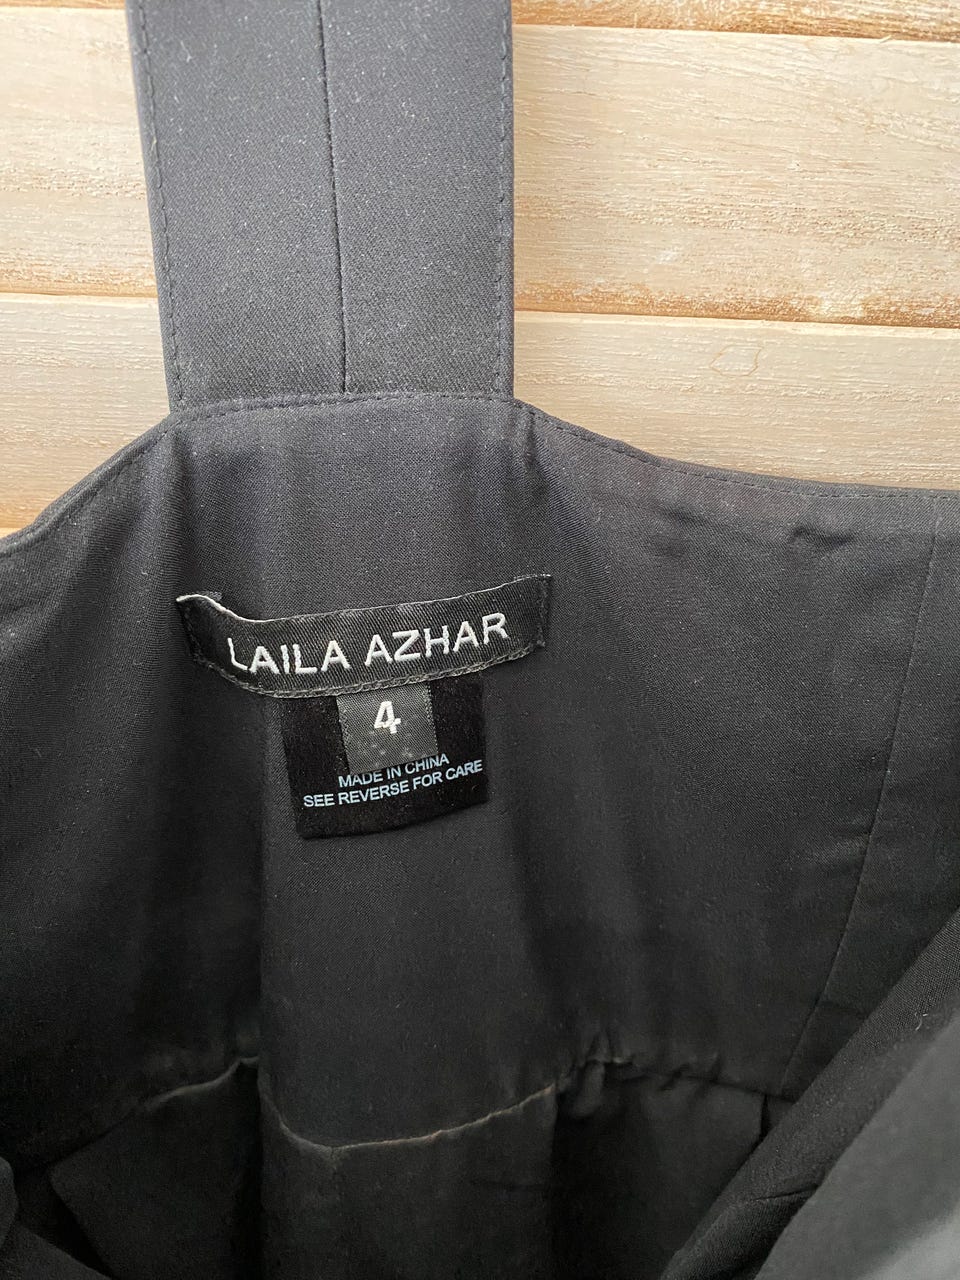 LAILA AZHAR
4
MADE IN CHINA
SEE REVERSE FOR CARE